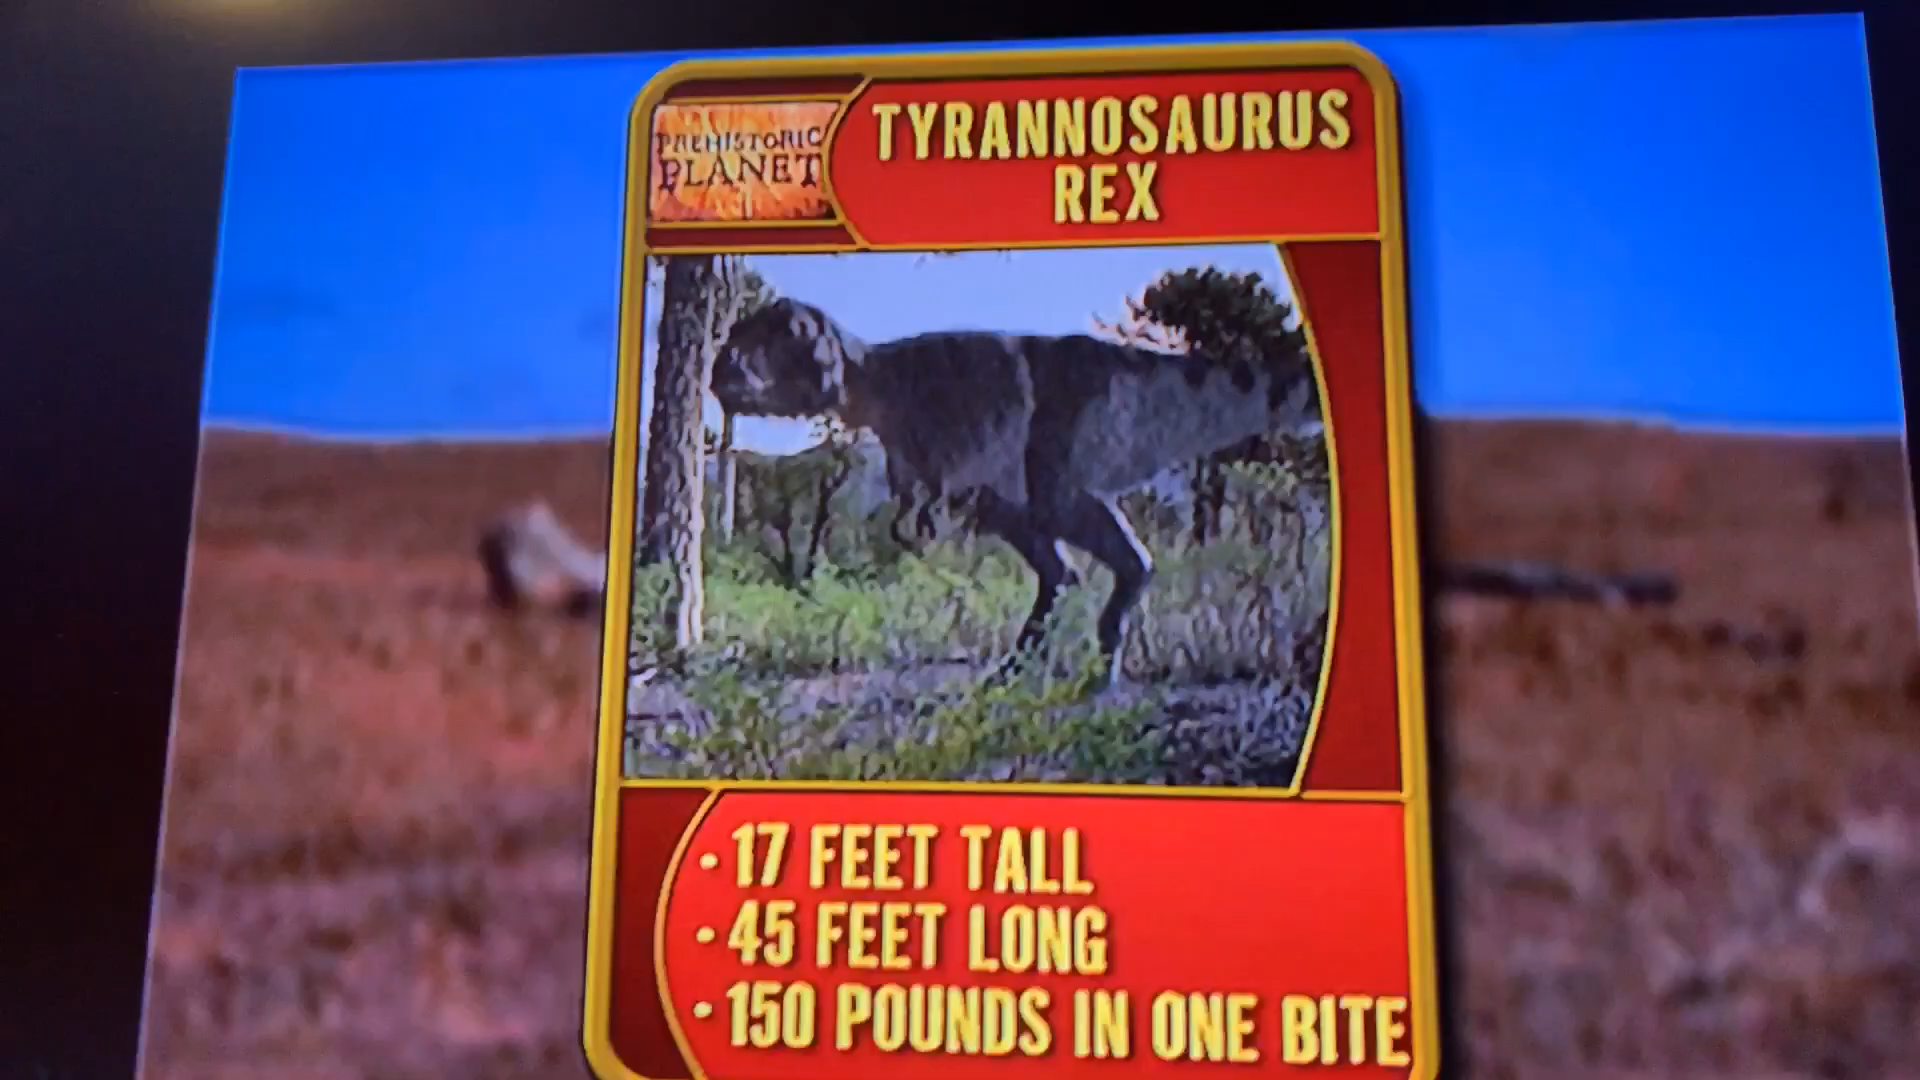 PREHISTORIC
PLANET
TYRANNOSAURUS
REX
• 17 FEET TALL
• 45 FEET LONG
• 150 POUNDS IN ONE BITE